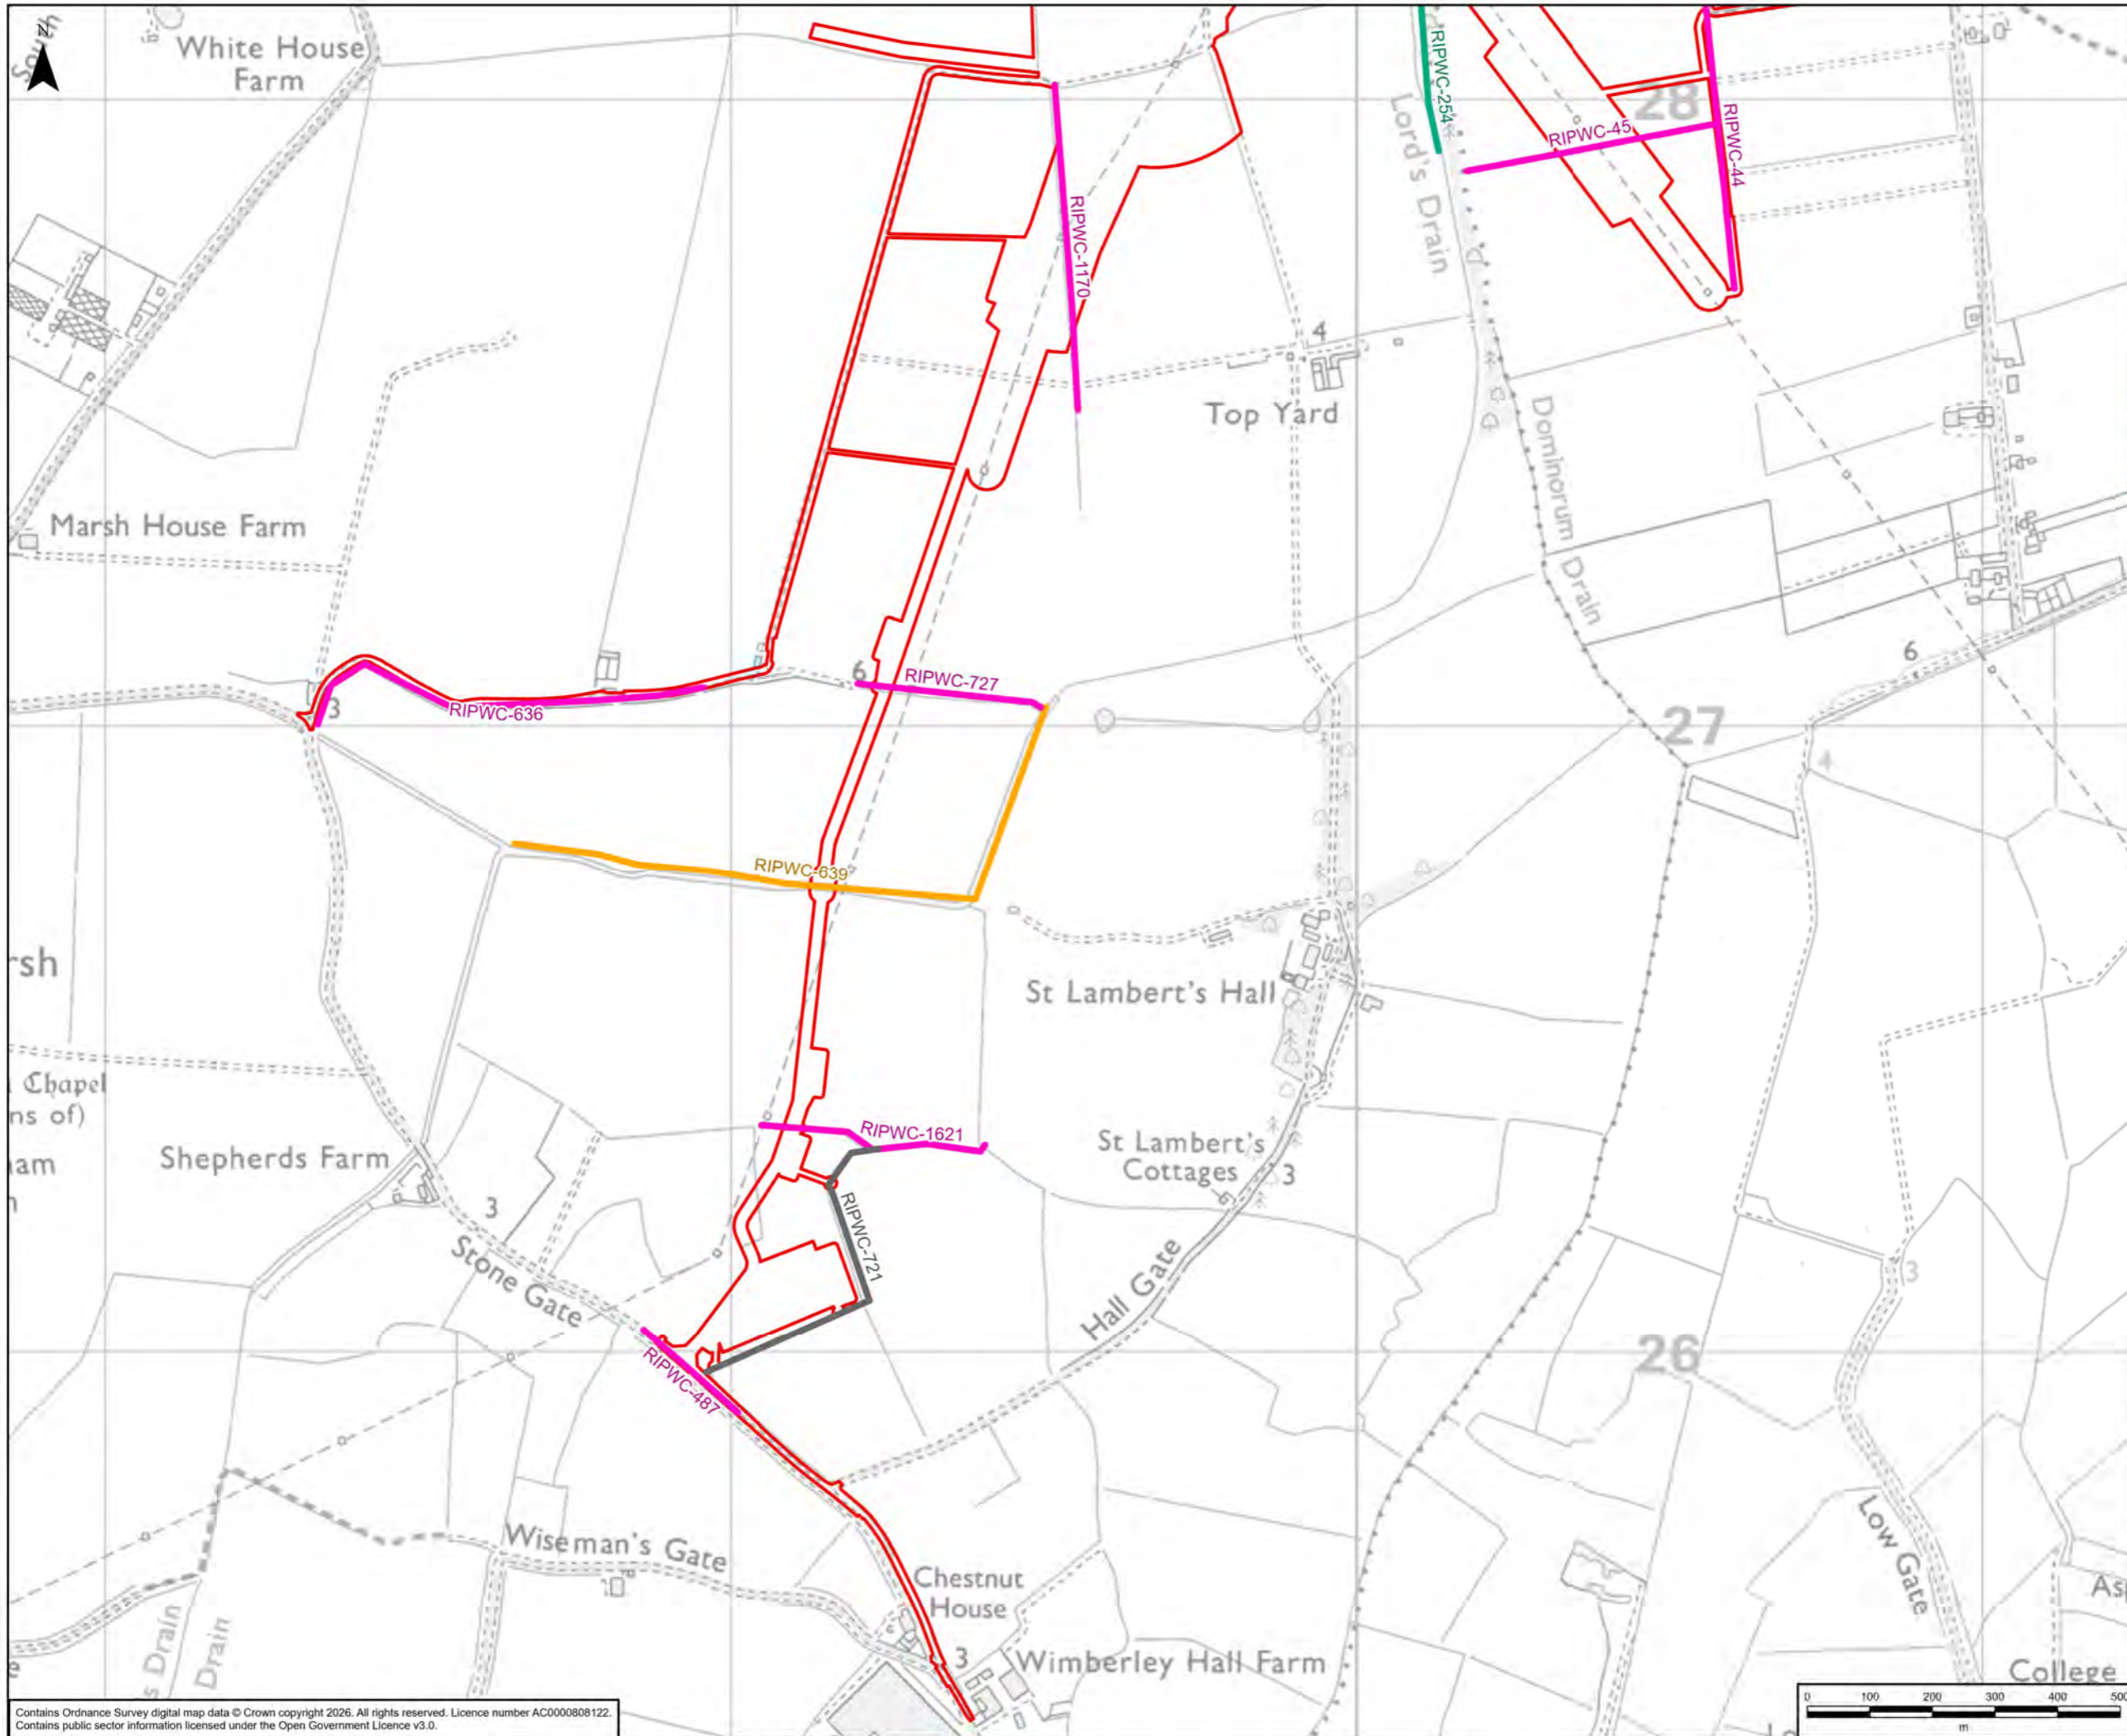 South
N
White House
Farm
RIPWC-254
28
RIPWC-45
RIPWC-44
Lord's Drain
RIPWC-1170
4
Top Yard
Dominorum Drain
Marsh House Farm
6
6
RIPWC-727
3
RIPWC-636
27
4
RIPWC-639
rsh
St Lambert's Hall
Chapel
ns of)
RIPWC-1621
St Lambert's
Cottages
3
am
Shepherds Farm
3
RIPWC-721
Stone Gate
Hall Gate
3
26
RIPWC-487
Wiseman's Gate
Low Gate
Chestnut
House
As
s Drain
Drain
3
Wimberley Hall Farm
College
e
0 100 200 300 400 500
m
Contains Ordnance Survey digital map data © Crown copyright 2026. All rights reserved. Licence number AC0000808122.
Contains public sector information licensed under the Open Government Licence v3.0.